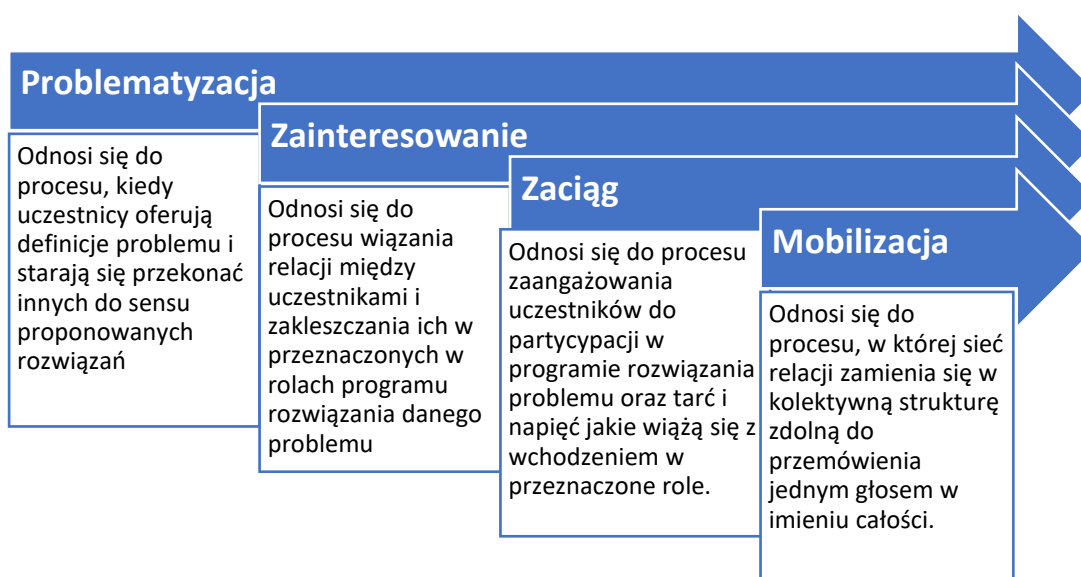 Problematyzacja
Odnosi się do
procesu, kiedy
uczestnicy oferują
definicje problemu i
starają się przekonać
innych do sensu
proponowanych
rozwiązań
Zainteresowanie
Odnosi się do
procesu wiązania
relacji między
uczestnikami i
zakleszczania ich w
przeznaczonych w
rolach programu
rozwiązania danego
problemu
Zaciąg
Odnosi się do procesu
zaangażowania
uczestników do
partycypacji w
programie rozwiązania
problemu oraz tarć i
napięć jakie wiążą się z
wchodzeniem w
przeznaczone role.
Mobilizacja
Odnosi się do
procesu, w której sieć
relacji zamienia się w
kolektywną strukturę
zdolną do
przemówienia
jednym głosem w
imieniu całości.